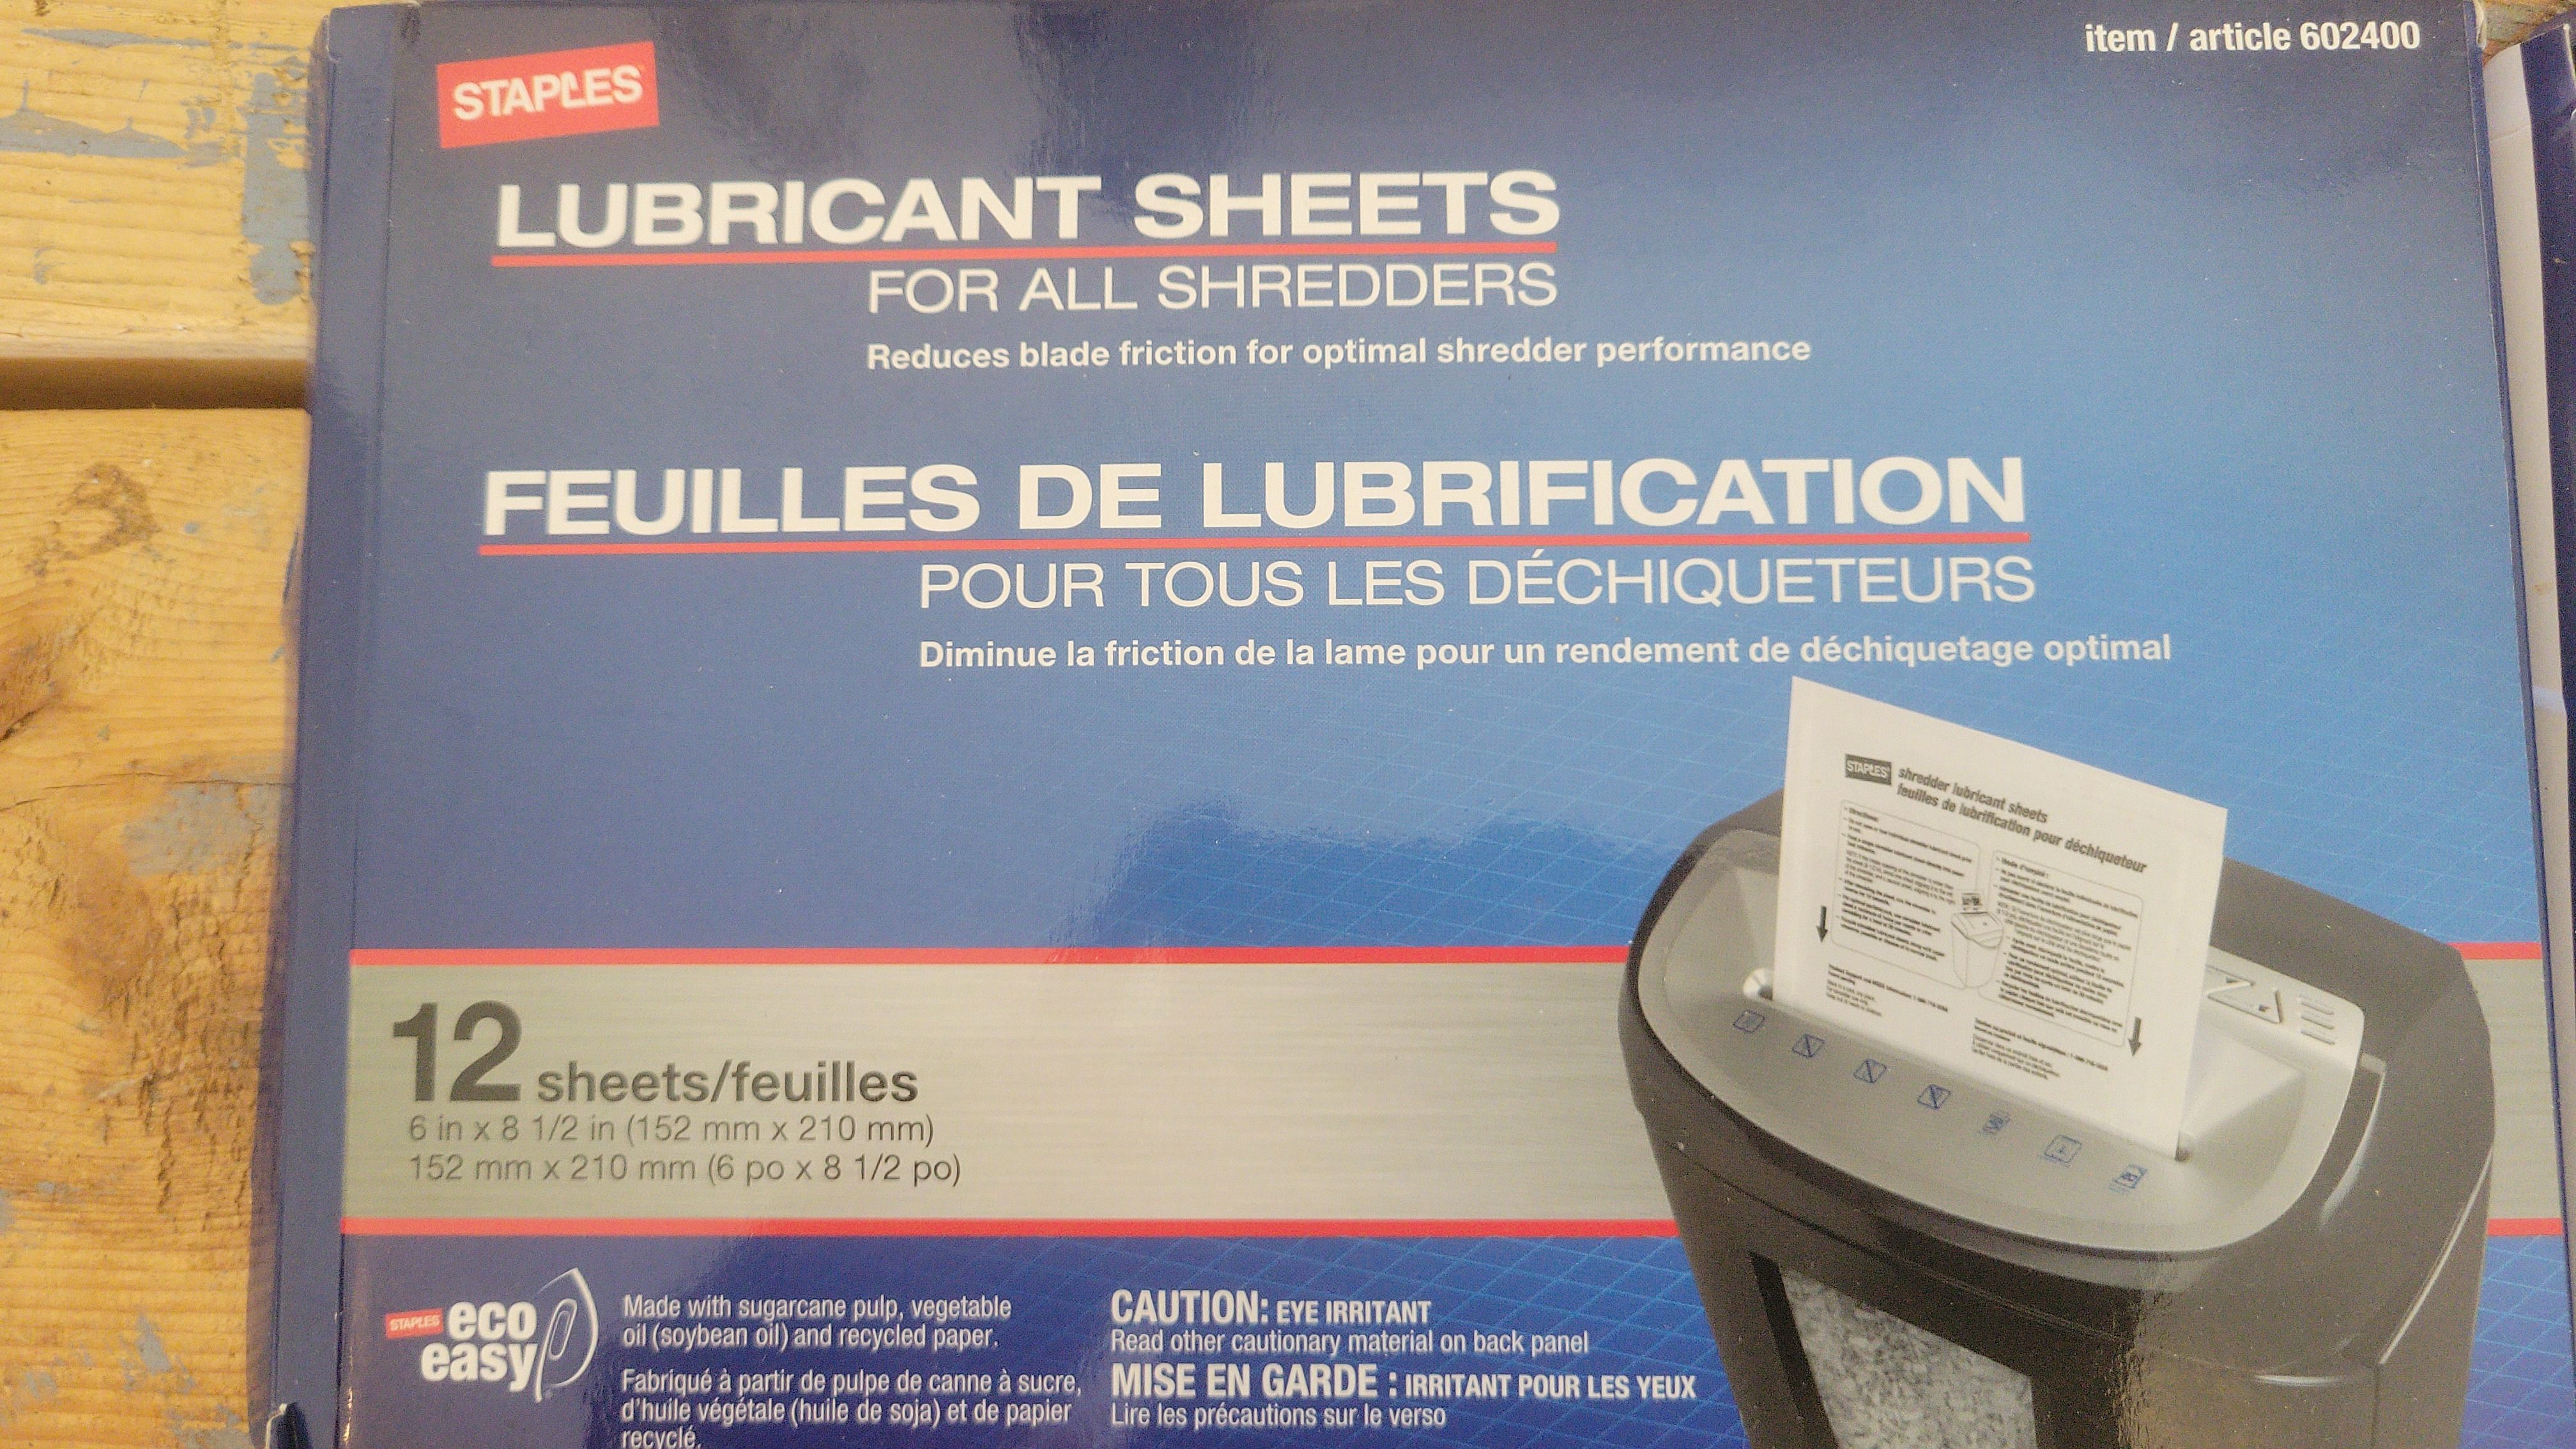 item / article 602400
STAPLES
LUBRICANT SHEETS
FOR ALL SHREDDERS
Reduces blade friction for optimal shredder performance
FEUILLES DE LUBRIFICATION
POUR TOUS LES DÉCHIQUETEURS
Diminue la friction de la lame pour un rendement de déchiquetage optimal
STAPLES
shredder lubricant sheets
feuilles de lubrification pour déchiqueteur
12 sheets/feuilles
6 in x 8 1/2 in (152 mm x 210 mm)
152 mm x 210 mm (6 po x 8 1/2 po)
STAPLES eco
easy
Made with sugarcane pulp, vegetable
oil (soybean oil) and recycled paper.
Fabriqué à partir de pulpe de canne à sucre,
d'huile végétale (huile de soja) et de papier
recyclé.
CAUTION: EYE IRRITANT
Read other cautionary material on back panel
MISE EN GARDE : IRRITANT POUR LES YEUX
Lire les précautions sur le verso